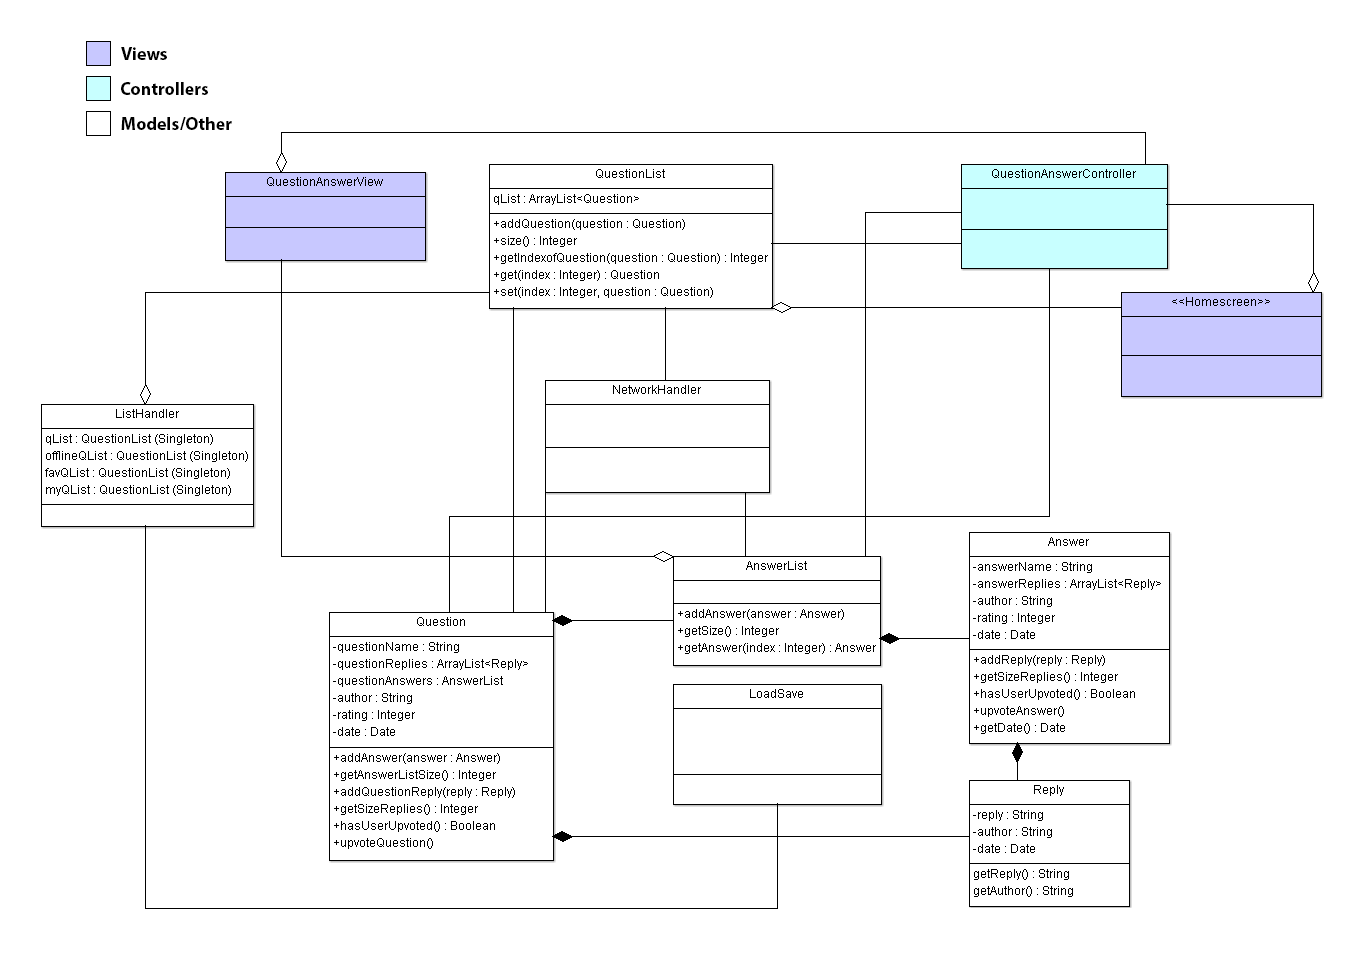 Views
Controllers
Models/Other
QuestionAnswerView
QuestionList
qList : ArrayList<Question>
+addQuestion(question : Question)
+size() : Integer
+getIndexofQuestion(question : Question) : Integer
+get(index : Integer) : Question
+set(index : Integer, question : Question)
QuestionAnswerController
<<Homescreen>>
NetworkHandler
ListHandler
qList : QuestionList (Singleton)
offlineQList : QuestionList (Singleton)
favQList : QuestionList (Singleton)
myQList : QuestionList (Singleton)
AnswerList
+addAnswer(answer : Answer)
+getSize() : Integer
+getAnswer(index : Integer) : Answer
Answer
-answerName : String
-answerReplies : ArrayList<Reply>
-author : String
-rating : Integer
-date : Date
+addReply(reply : Reply)
+getSizeReplies() : Integer
+hasUserUpvoted() : Boolean
+upvoteAnswer()
+getDate() : Date
Question
-questionName : String
-questionReplies : ArrayList<Reply>
-questionAnswers : AnswerList
-author : String
-rating : Integer
-date : Date
+addAnswer(answer : Answer)
+getAnswerListSize() : Integer
+addQuestionReply(reply : Reply)
+getSizeReplies() : Integer
+hasUserUpvoted() : Boolean
+upvoteQuestion()
LoadSave
Reply
-reply : String
-author : String
-date : Date
getReply() : String
getAuthor() : String